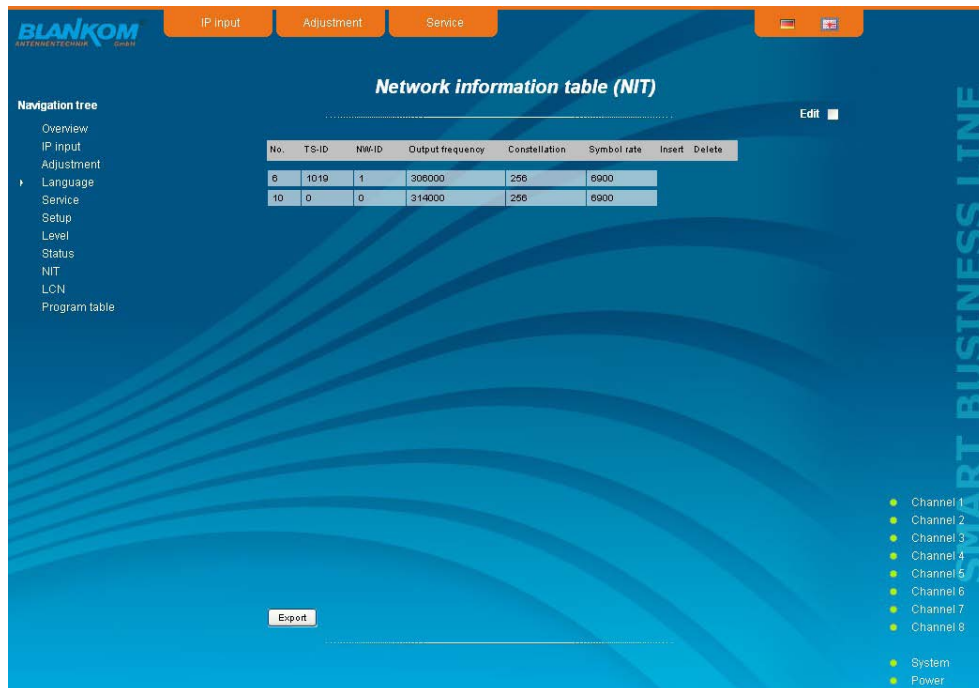 BLANKOM
ANTENNENTECHNIK GmbH
IP input
Adjustment
Service
Network information table (NIT)
Edit
Navigation tree
Overview
IP input
Adjustment
Language
Service
Setup
Level
Status
NIT
LCN
Program table
No. TS-ID NW-ID Output frequency Constellation Symbol rate Insert Delete
6 1019 1 306000 256 6900
10 0 0 314000 256 6900
SMART BUSINESS LINE
Export
Channel 1
Channel 2
Channel 3
Channel 4
Channel 5
Channel 6
Channel 7
Channel 8
System
Power